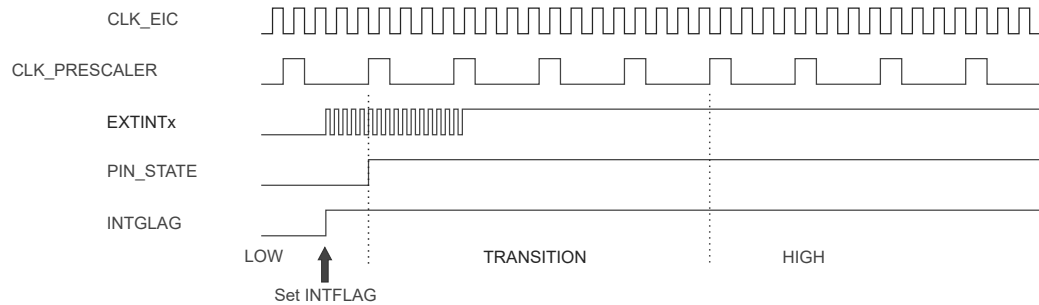 CLK_EIC
CLK_PRESCALER
EXTINTx
PIN_STATE
INTGLAG
LOW TRANSITION HIGH
Set INTFLAG